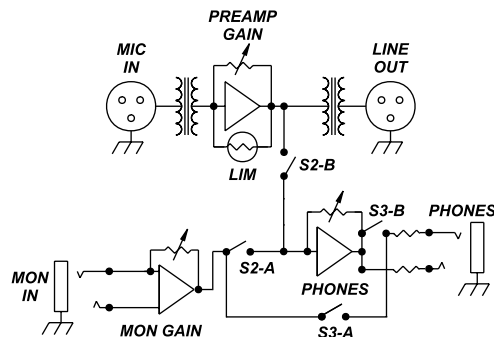 PREAMP
GAIN
MIC
IN
LINE
OUT
LIM
S2-B
S3-B
PHONES
S2-A
PHONES
MON
IN
MON GAIN
S3-A